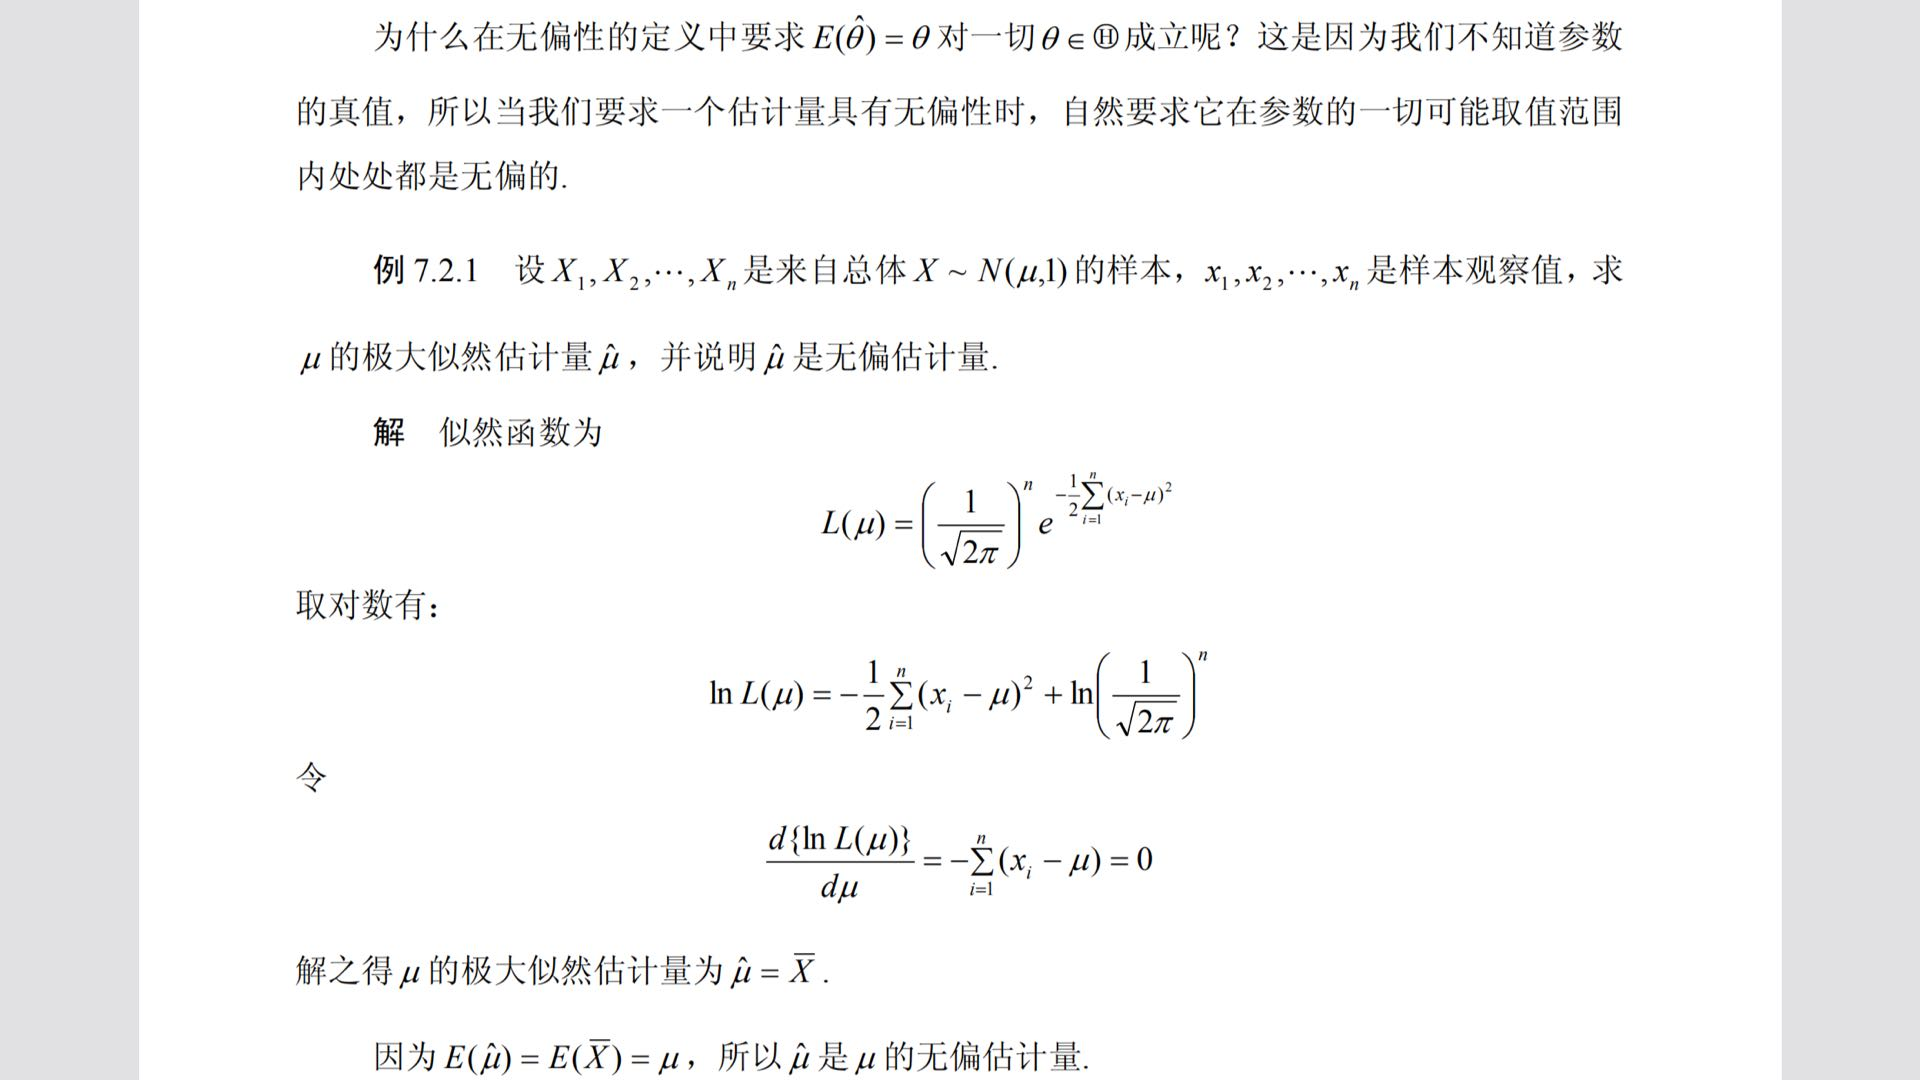 为什么在无偏性的定义中要求 E(θ̂) = θ 对一切 θ ∈ Ⓗ 成立呢？这是因为我们不知道参数
的真值，所以当我们要求一个估计量具有无偏性时，自然要求它在参数的一切可能取值范围
内处处都是无偏的.
例 7.2.1 设 X₁, X₂, ⋯, Xₙ 是来自总体 X ~ N(μ,1) 的样本，x₁, x₂, ⋯, xₙ 是样本观察值，求
μ 的极大似然估计量 μ̂，并说明 μ̂ 是无偏估计量.
解 似然函数为
L(μ) = (1/√(2π))ⁿ e^{-1/2 ∑_{i=1}^{n} (x_i−μ)²}
取对数有：
ln L(μ) = −1/2 ∑_{i=1}^{n} (x_i − μ)² + ln(1/√(2π))ⁿ
令
d{ln L(μ)}/dμ = −∑_{i=1}^{n} (x_i − μ) = 0
解之得 μ 的极大似然估计量为 μ̂ = X̅ .
因为 E(μ̂) = E(X̅) = μ，所以 μ̂ 是 μ 的无偏估计量.